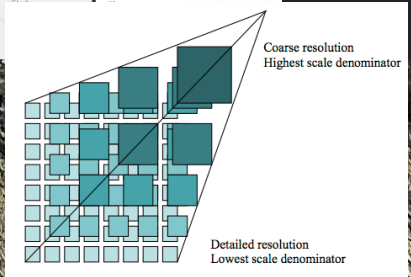 Coarse resolution
Highest scale denominator
Detailed resolution
Lowest scale denominator